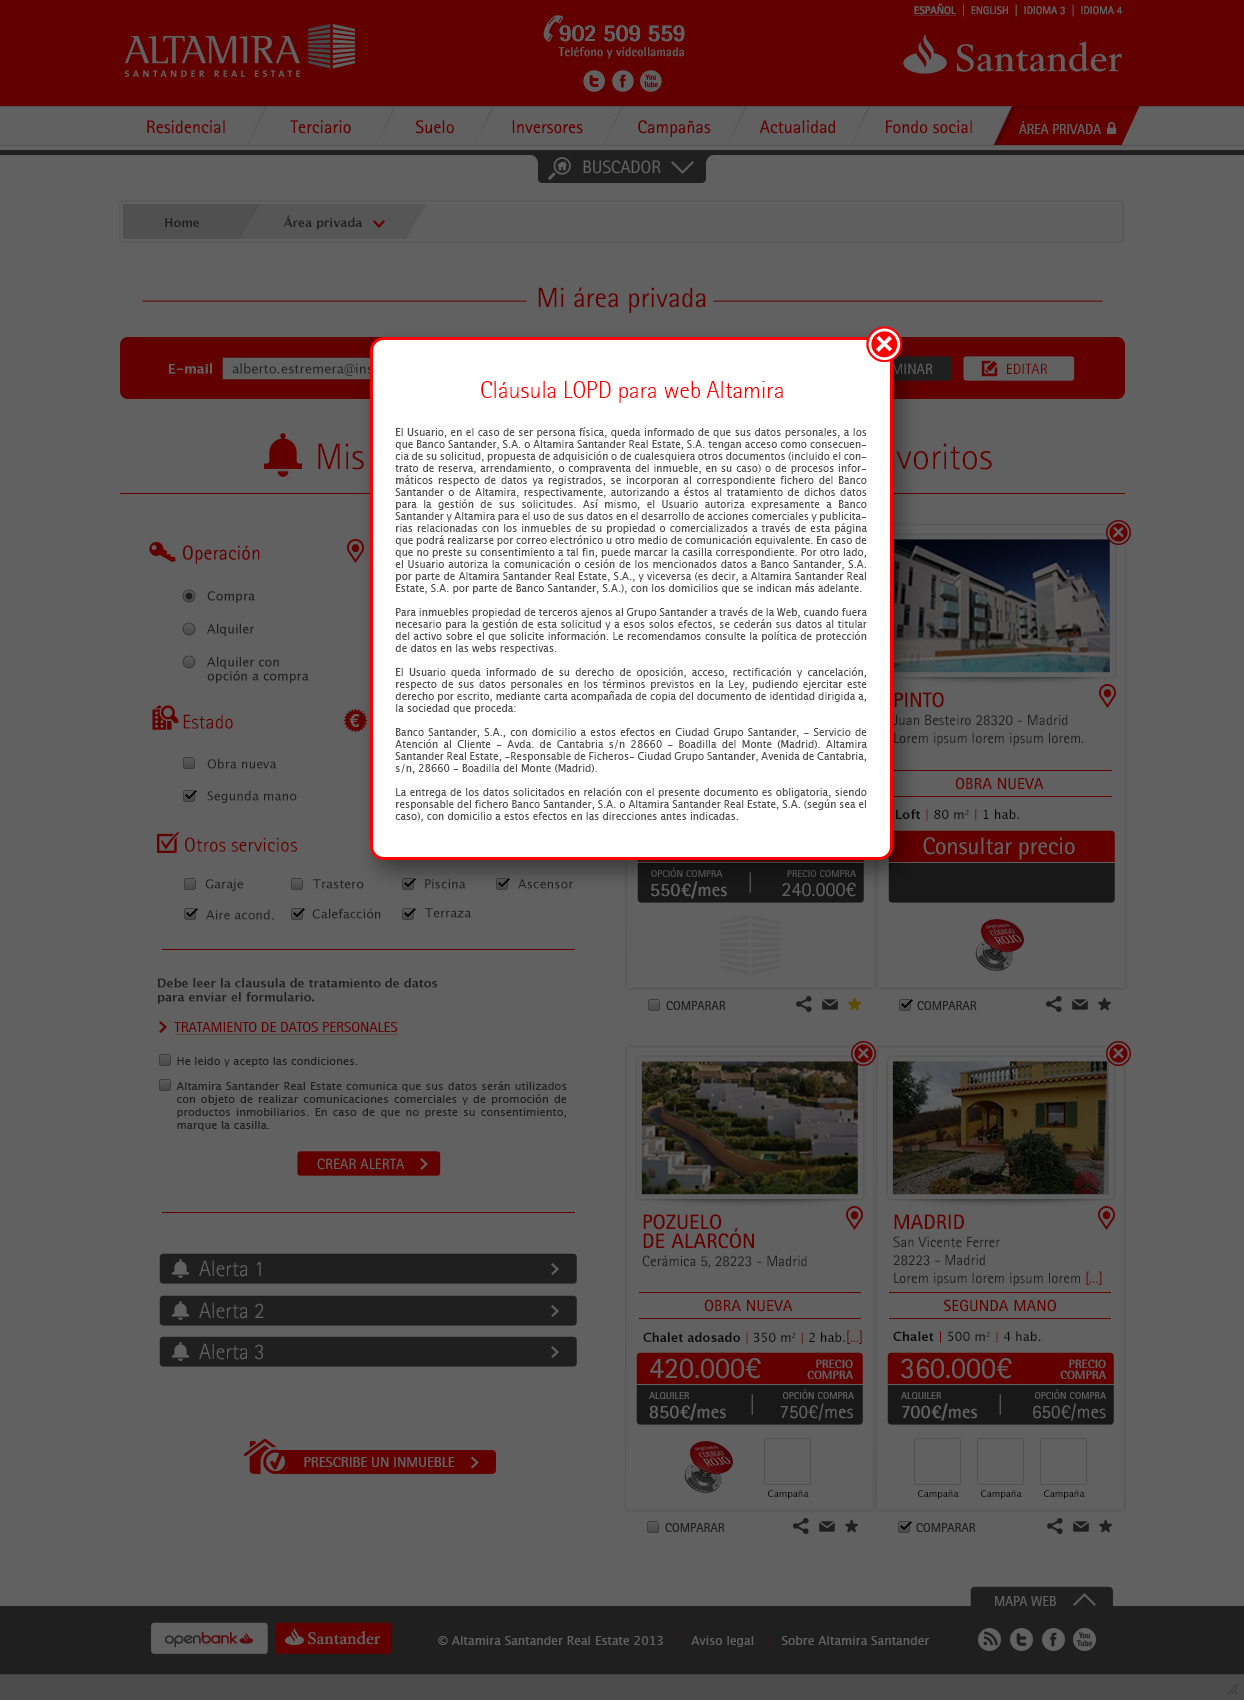 ESPAÑOL | ENGLISH | IDIOMA 3 | IDIOMA 4
ALTAMIRA
SANTANDER REAL ESTATE
902 509 559
Teléfono y videollamada
You Tube
Santander
Residencial
Terciario
Suelo
Inversores
Campañas
Actualidad
Fondo social
ÁREA PRIVADA
BUSCADOR
Home
Área privada
Mi área privada
E-mail
alberto.estremera@ins
MINAR
EDITAR
Mis
voritos
Cláusula LOPD para web Altamira
El Usuario, en el caso de ser persona física, queda informado de que sus datos personales, a los
que Banco Santander, S.A. o Altamira Santander Real Estate, S.A. tengan acceso como consecuen-
cia de su solicitud, propuesta de adquisición o de cualesquiera otros documentos (incluido el con-
trato de reserva, arrendamiento, o compraventa del inmueble, en su caso) o de procesos infor-
máticos respecto de datos ya registrados, se incorporan al correspondiente fichero del Banco
Santander o de Altamira, respectivamente, autorizando a éstos al tratamiento de dichos datos
para la gestión de sus solicitudes. Así mismo, el Usuario autoriza expresamente a Banco
Santander y Altamira para el uso de sus datos en el desarrollo de acciones comerciales y publicita-
rias relacionadas con los inmuebles de su propiedad o comercializados a través de esta página
que podrá realizarse por correo electrónico u otro medio de comunicación equivalente. En caso de
que no preste su consentimiento a tal fin, puede marcar la casilla correspondiente. Por otro lado,
el Usuario autoriza la comunicación o cesión de los mencionados datos a Banco Santander, S.A.
por parte de Altamira Santander Real Estate, S.A., y viceversa (es decir, a Altamira Santander Real
Estate, S.A. por parte de Banco Santander, S.A.), con los domicilios que se indican más adelante.
Para inmuebles propiedad de terceros ajenos al Grupo Santander a través de la Web, cuando fuera
necesario para la gestión de esta solicitud y a esos solos efectos, se cederán sus datos al titular
del activo sobre el que solicite información. Le recomendamos consulte la política de protección
de datos en las webs respectivas.
El Usuario queda informado de su derecho de oposición, acceso, rectificación y cancelación,
respecto de sus datos personales en los términos previstos en la Ley, pudiendo ejercitar este
derecho por escrito, mediante carta acompañada de copia del documento de identidad dirigida a,
la sociedad que proceda:
Banco Santander, S.A., con domicilio a estos efectos en Ciudad Grupo Santander, - Servicio de
Atención al Cliente - Avda. de Cantabria s/n 28660 - Boadilla del Monte (Madrid). Altamira
Santander Real Estate, -Responsable de Ficheros- Ciudad Grupo Santander, Avenida de Cantabria,
s/n, 28660 - Boadilla del Monte (Madrid).
La entrega de los datos solicitados en relación con el presente documento es obligatoria, siendo
responsable del fichero Banco Santander, S.A. o Altamira Santander Real Estate, S.A. (según sea el
caso), con domicilio a estos efectos en las direcciones antes indicadas.
Operación
Compra
Alquiler
Alquiler con
opción a compra
Estado
€
Obra nueva
Segunda mano
Otros servicios
Garaje
Trastero
Piscina
Ascensor
Aire acond.
Calefacción
Terraza
Debe leer la clausula de tratamiento de datos
para enviar el formulario.
TRATAMIENTO DE DATOS PERSONALES
He leido y acepto las condiciones.
Altamira Santander Real Estate comunica que sus datos serán utilizados
con objeto de realizar comunicaciones comerciales y de promoción de
productos inmobiliarios. En caso de que no preste su consentimiento,
marque la casilla.
CREAR ALERTA
Alerta 1
Alerta 2
Alerta 3
PRESCRIBE UN INMUEBLE
OPCIÓN COMPRA
550€/mes
PRECIO COMPRA
240.000€
COMPARAR
PINTO
Juan Besteiro 28320 - Madrid
Lorem ipsum lorem ipsum lorem.
OBRA NUEVA
Loft | 80 m² | 1 hab.
Consultar precio
CÓDIGO
ROJO
COMPARAR
POZUELO
DE ALARCÓN
Cerámica 5, 28223 - Madrid
OBRA NUEVA
Chalet adosado | 350 m² | 2 hab.[...]
420.000€
PRECIO
COMPRA
ALQUILER
850€/mes
OPCIÓN COMPRA
750€/mes
CÓDIGO
ROJO
Campaña
COMPARAR
MADRID
San Vicente Ferrer
28223 - Madrid
Lorem ipsum lorem ipsum lorem [...]
SEGUNDA MANO
Chalet | 500 m² | 4 hab.
360.000€
PRECIO
COMPRA
ALQUILER
700€/mes
OPCIÓN COMPRA
650€/mes
Campaña
Campaña
Campaña
COMPARAR
MAPA WEB
openbank
Santander
© Altamira Santander Real Estate 2013
Aviso legal
Sobre Altamira Santander
You Tube